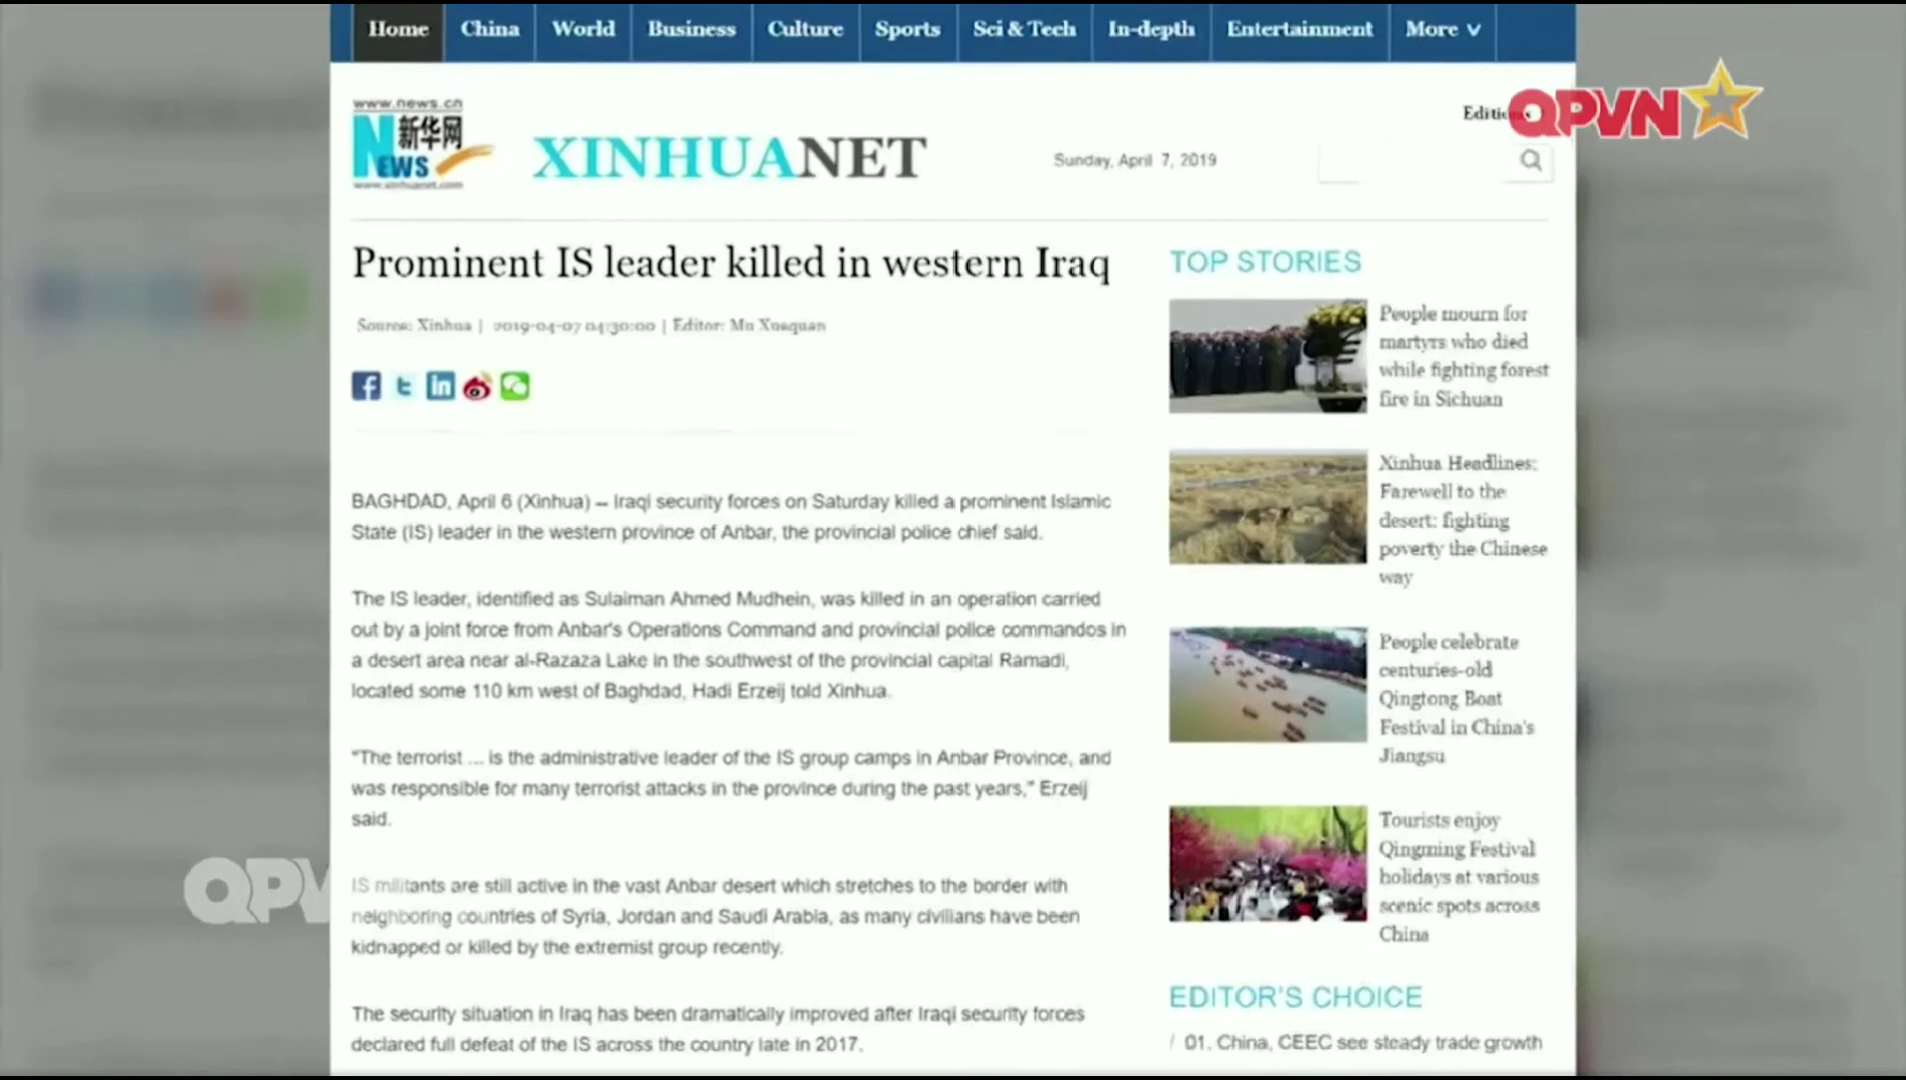 Home China World Business Culture Sports Sci & Tech In-depth Entertainment More
QPVN
www.news.cn
新华网
NEWS
www.xinhuanet.com
XINHUANET
Sunday, April 7, 2019
Prominent IS leader killed in western Iraq
Source: Xinhua | 2019-04-07 04:30:00 | Editor: Mu Xuequan
BAGHDAD, April 6 (Xinhua) -- Iraqi security forces on Saturday killed a prominent Islamic
State (IS) leader in the western province of Anbar, the provincial police chief said.
The IS leader, identified as Sulaiman Ahmed Mudhein, was killed in an operation carried
out by a joint force from Anbar's Operations Command and provincial police commandos in
a desert area near al-Razaza Lake in the southwest of the provincial capital Ramadi,
located some 110 km west of Baghdad, Hadi Erzeij told Xinhua.
"The terrorist ... is the administrative leader of the IS group camps in Anbar Province, and
was responsible for many terrorist attacks in the province during the past years," Erzeij
said.
IS militants are still active in the vast Anbar desert which stretches to the border with
neighboring countries of Syria, Jordan and Saudi Arabia, as many civilians have been
kidnapped or killed by the extremist group recently.
The security situation in Iraq has been dramatically improved after Iraqi security forces
declared full defeat of the IS across the country late in 2017.
TOP STORIES
People mourn for
martyrs who died
while fighting forest
fire in Sichuan
Xinhua Headlines:
Farewell to the
desert: fighting
poverty the Chinese
way
People celebrate
centuries-old
Qingtong Boat
Festival in China's
Jiangsu
Tourists enjoy
Qingming Festival
holidays at various
scenic spots across
China
EDITOR'S CHOICE
/ 01. China, CEEC see steady trade growth